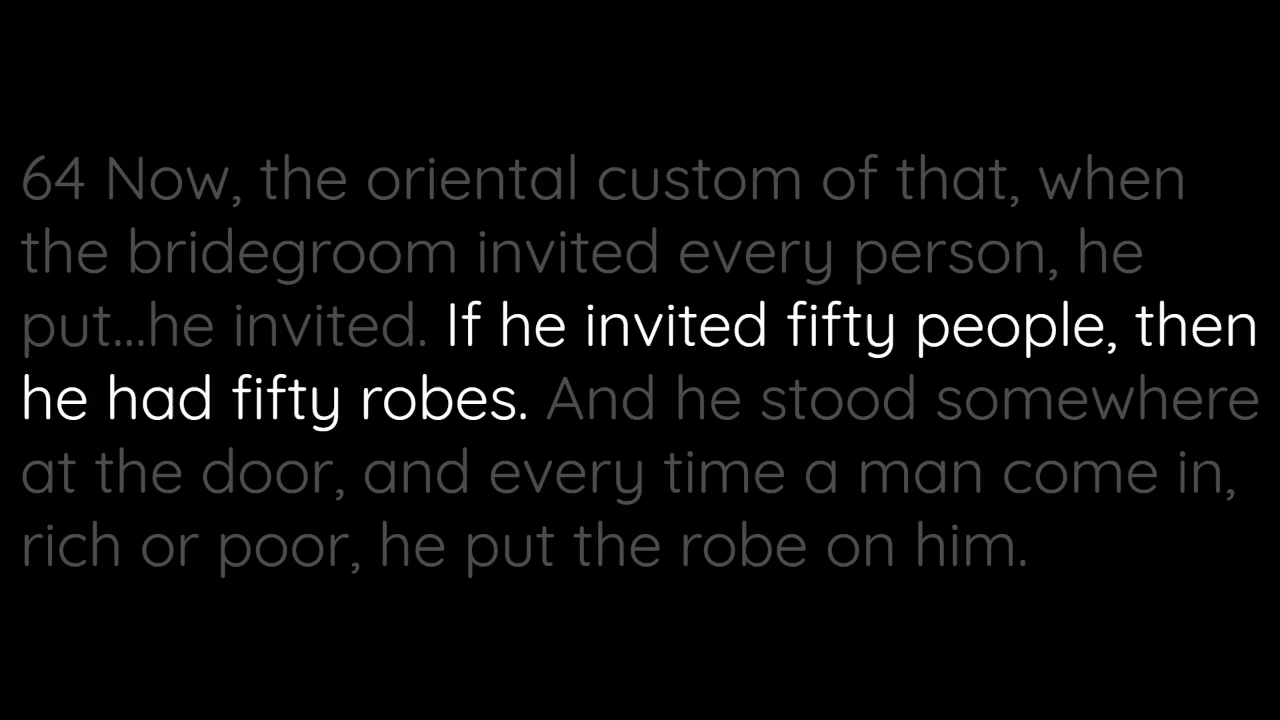 64 Now, the oriental custom of that, when
the bridegroom invited every person, he
put...he invited. If he invited fifty people, then
he had fifty robes. And he stood somewhere
at the door, and every time a man come in,
rich or poor, he put the robe on him.